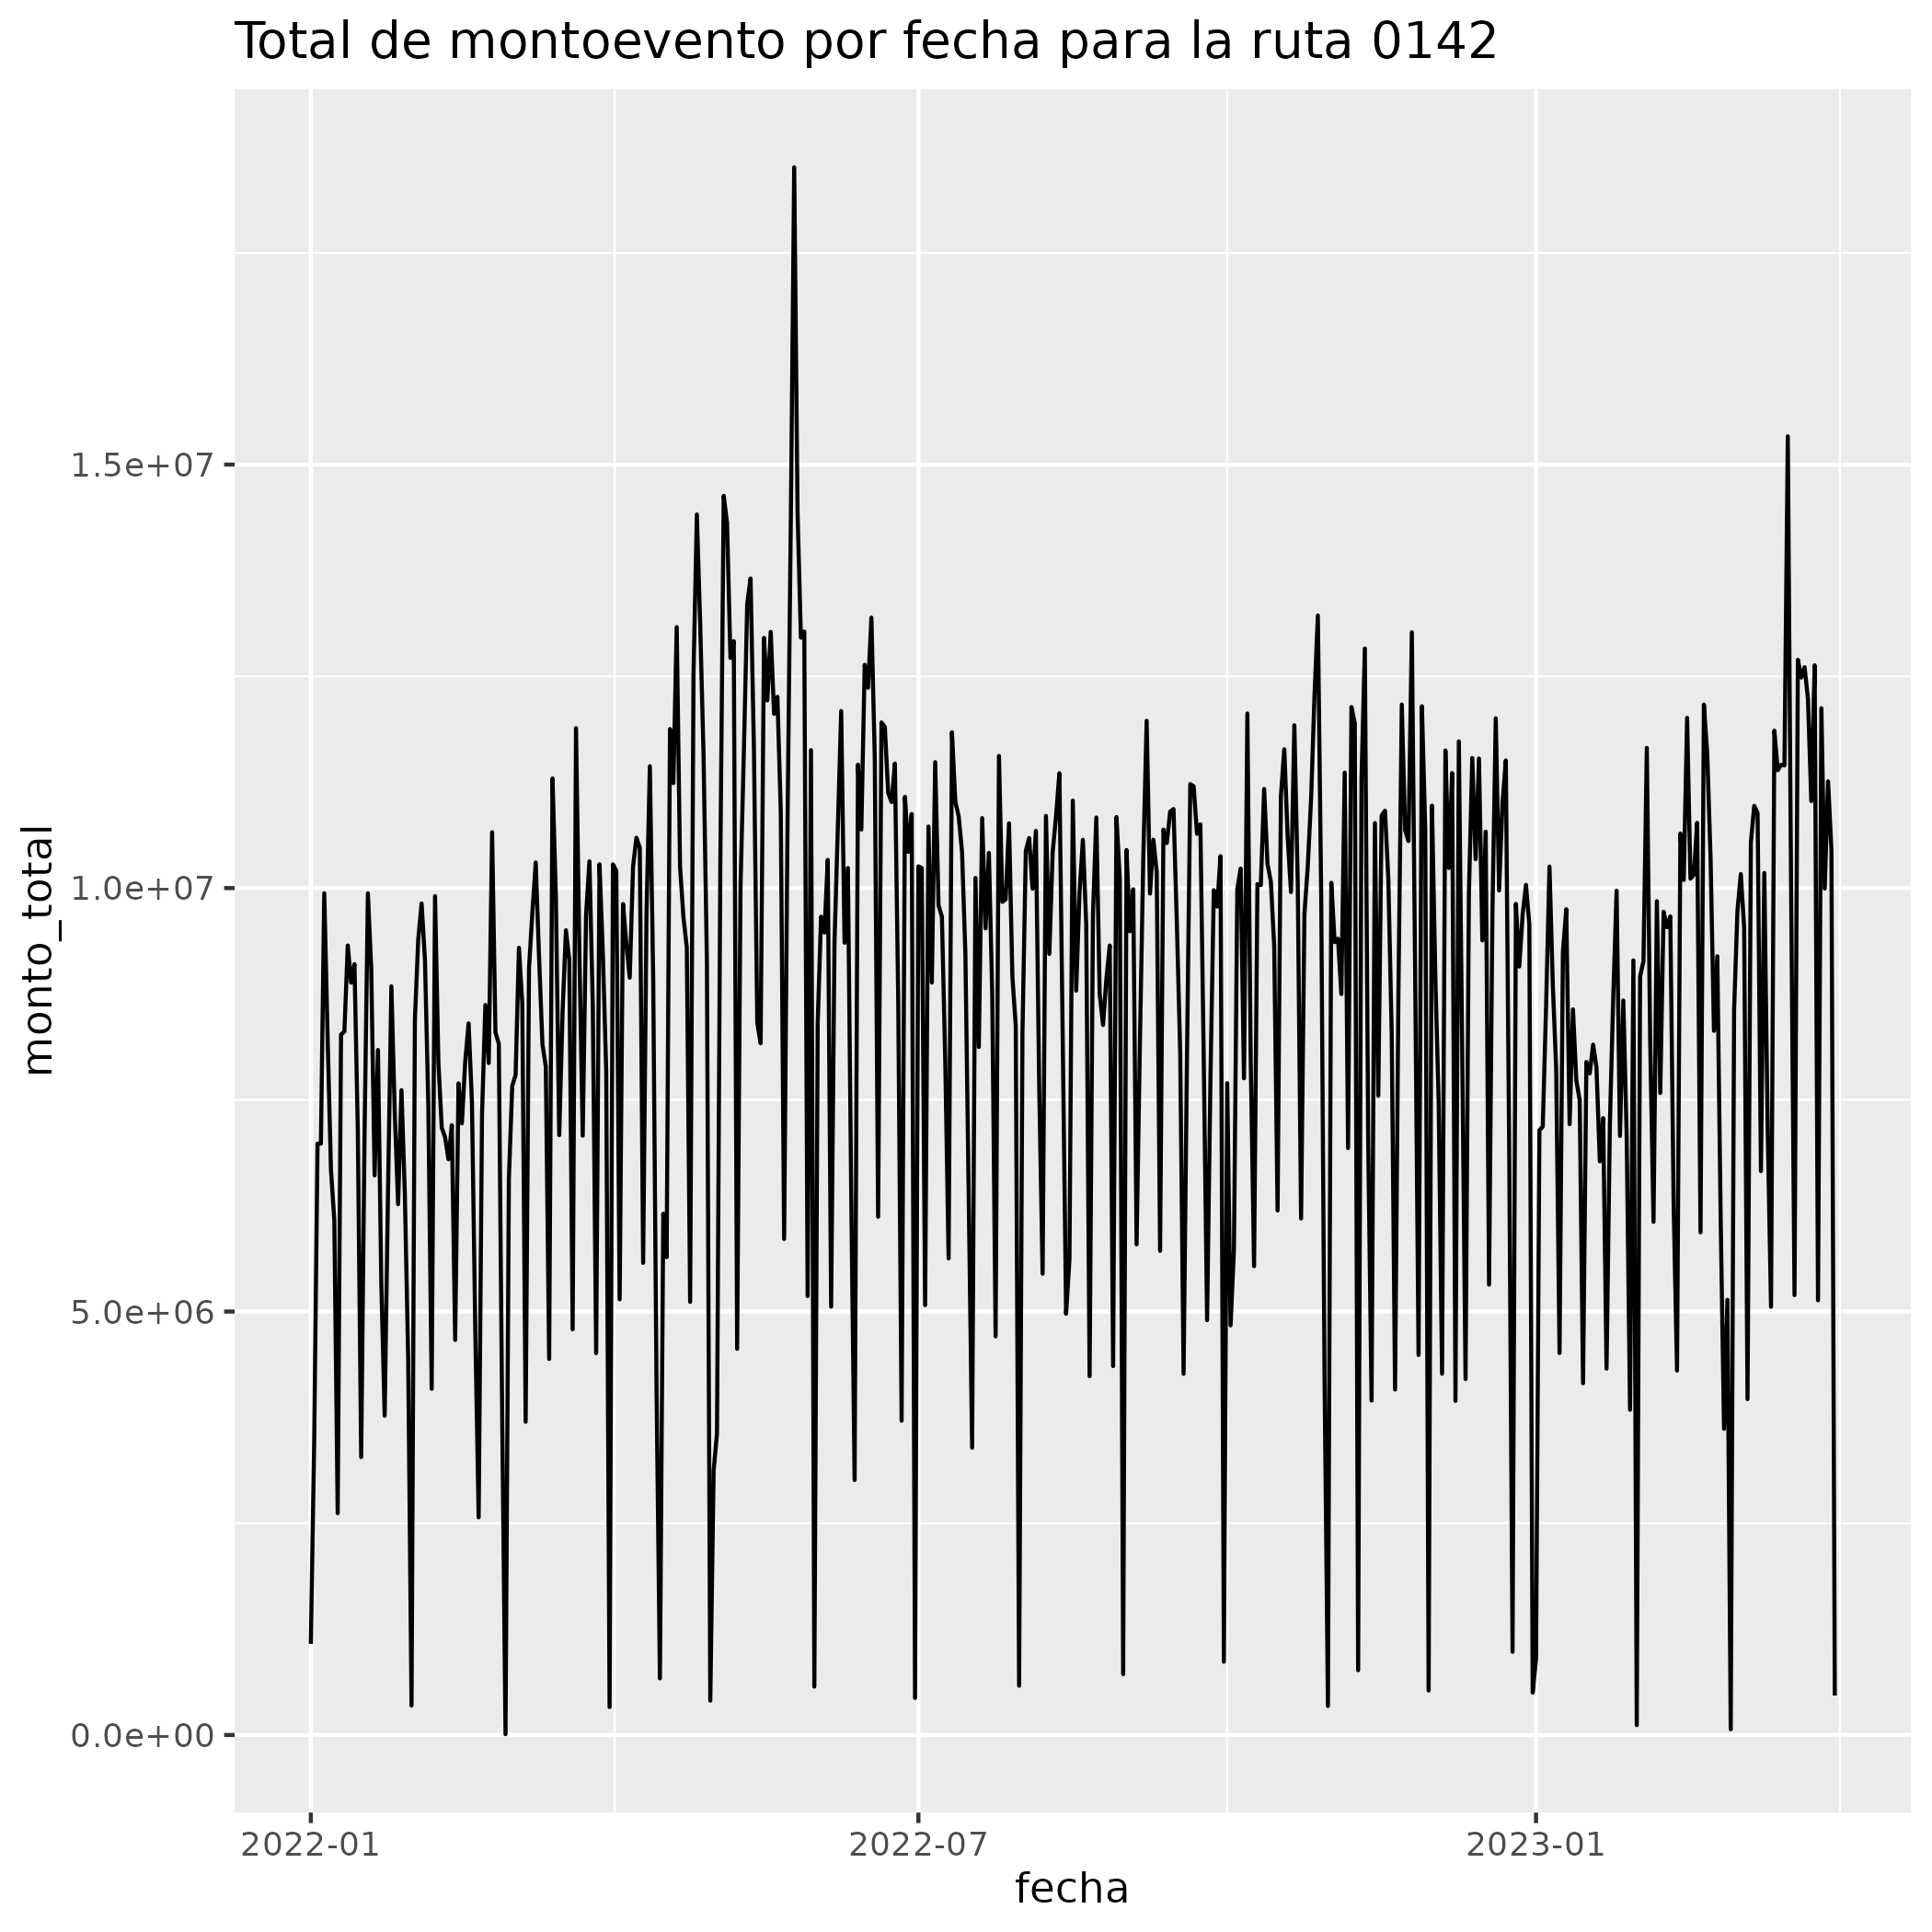 Total de montoevento por fecha para la ruta 0142
monto_total
1.5e+07
1.0e+07
5.0e+06
0.0e+00
2022-01
2022-07
2023-01
fecha